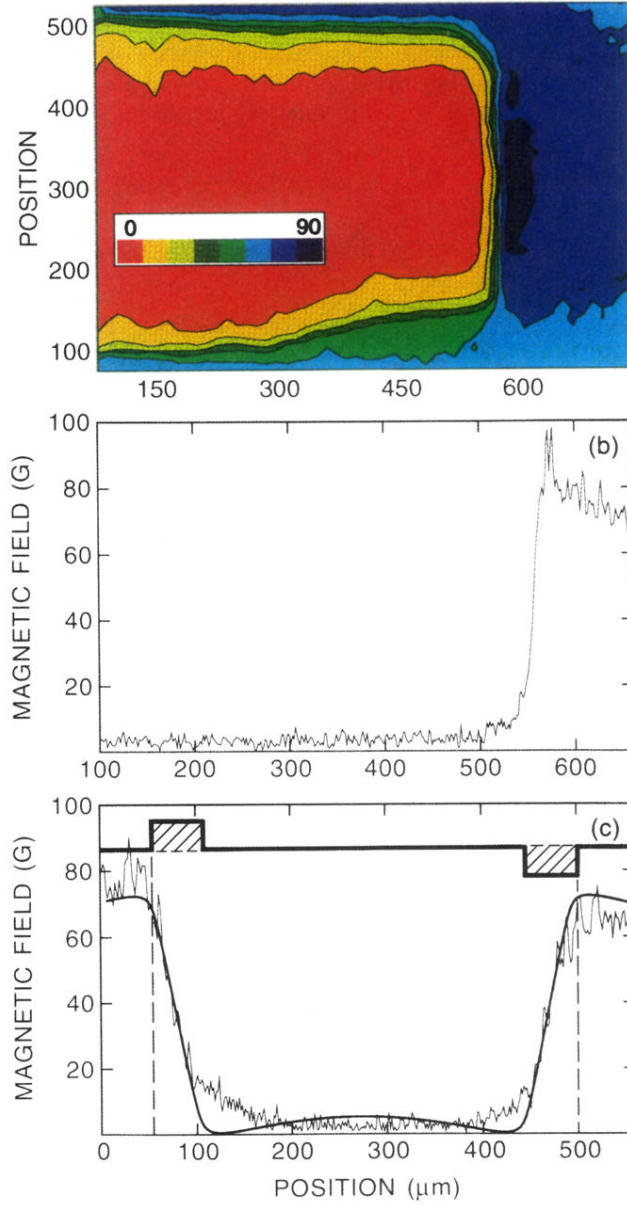 500
400
300
200
100
POSITION
0 90
150 300 450 600
(b)
100
80
60
40
20
MAGNETIC FIELD (G)
100 200 300 400 500 600
(c)
100
80
60
40
20
MAGNETIC FIELD (G)
0 100 200 300 400 500
POSITION (μm)